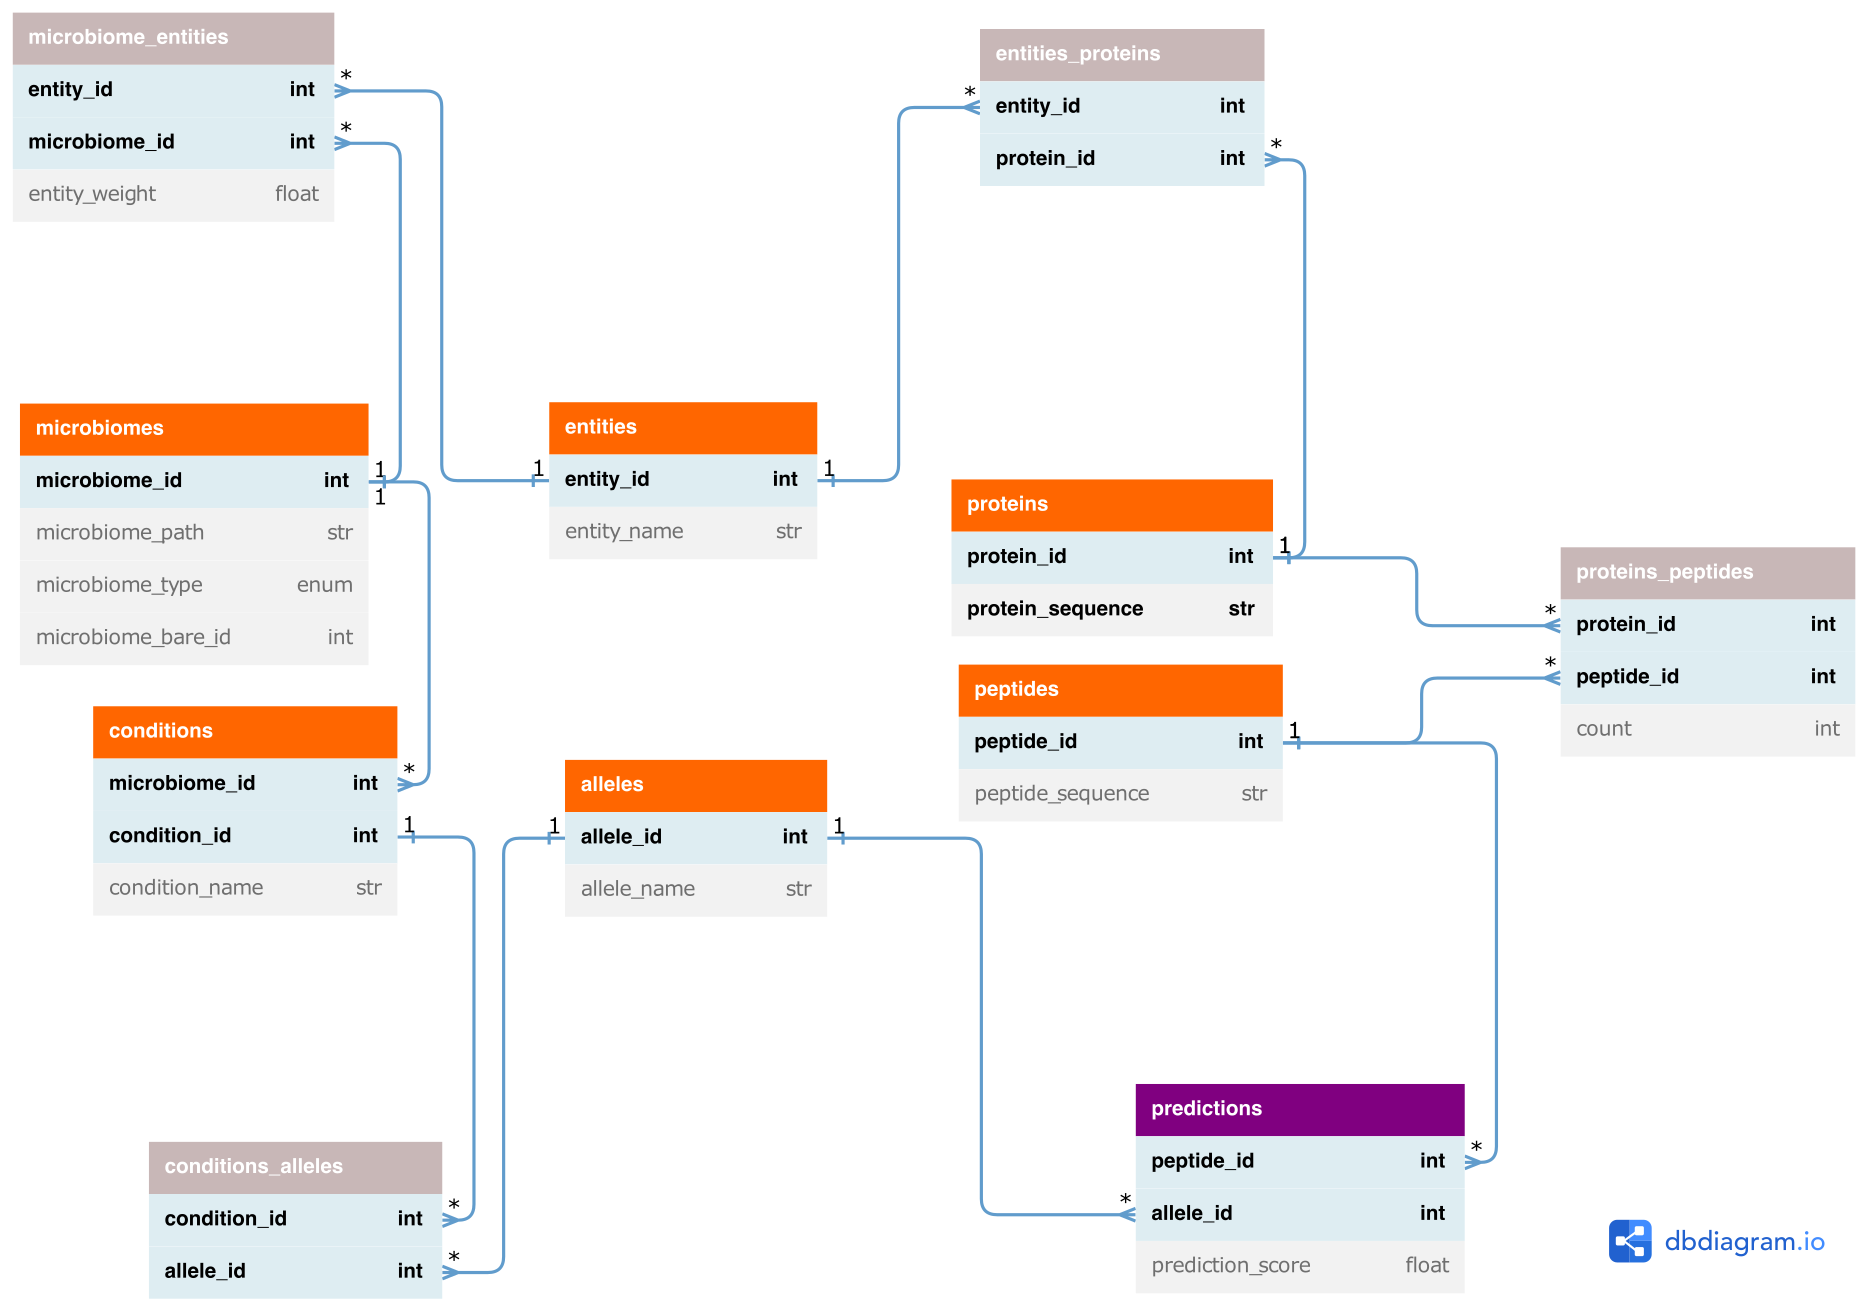 microbiome_entities
entity_id int
microbiome_id int
entity_weight float
*
*
entities_proteins
entity_id int
protein_id int
*
*
microbiomes
microbiome_id int
microbiome_path str
microbiome_type enum
microbiome_bare_id int
1
1
entities
entity_id int
entity_name str
1
1
proteins
protein_id int
protein_sequence str
1
proteins_peptides
protein_id int
peptide_id int
count int
*
*
peptides
peptide_id int
peptide_sequence str
1
conditions
microbiome_id int
condition_id int
condition_name str
*
1
alleles
allele_id int
allele_name str
1
1
predictions
peptide_id int
allele_id int
prediction_score float
*
*
conditions_alleles
condition_id int
allele_id int
*
*
dbdiagram.io